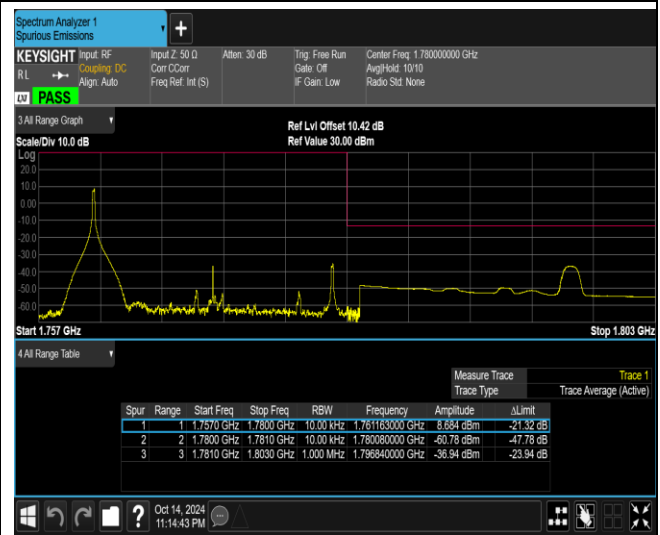 Spectrum Analyzer 1
Spurious Emissions
+
KEYSIGHT Input: RF Input Z: 50 Ω Atten: 30 dB Trig: Free Run Center Freq: 1.780000000 GHz
RL Coupling: DC Corr CCorr Gate: Off Avg|Hold: 10/10
Align: Auto Freq Ref: Int (S) IF Gain: Low Radio Std: None
LXI PASS
3 All Range Graph
Ref Lvl Offset 10.42 dB
Scale/Div 10.0 dB Ref Value 30.00 dBm
Log
20.0
10.0
0.00
-10.0
-20.0
-30.0
-40.0
-50.0
-60.0
Start 1.757 GHz Stop 1.803 GHz
4 All Range Table
Measure Trace Trace 1
Trace Type Trace Average (Active)
Spur Range Start Freq Stop Freq RBW Frequency Amplitude ΔLimit
1 1 1.7570 GHz 1.7800 GHz 10.00 kHz 1.761163000 GHz 8.684 dBm -21.32 dB
2 2 1.7800 GHz 1.7810 GHz 10.00 kHz 1.780080000 GHz -60.78 dBm -47.78 dB
3 3 1.7810 GHz 1.8030 GHz 1.000 MHz 1.796840000 GHz -36.94 dBm -23.94 dB
? Oct 14, 2024
11:14:43 PM